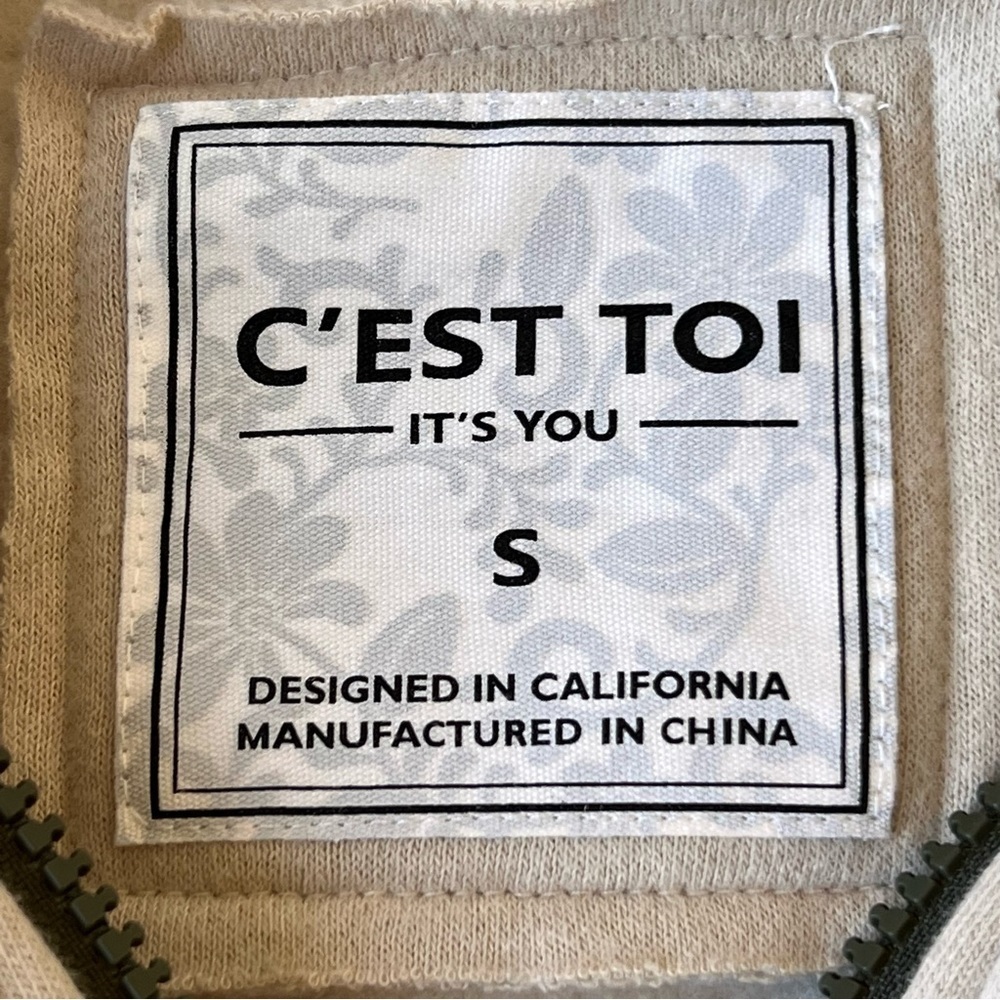 C'EST TOI
IT'S YOU
S
DESIGNED IN CALIFORNIA
MANUFACTURED IN CHINA